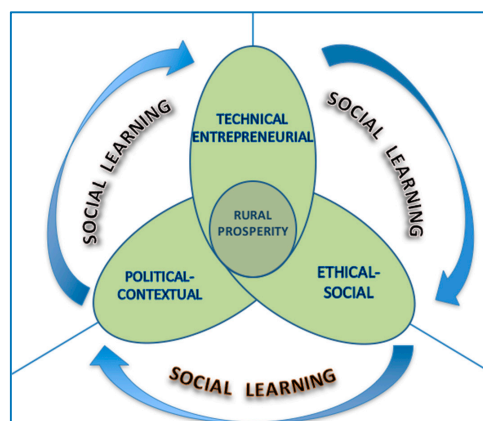 TECHNICAL
ENTREPRENEURIAL
SOCIAL LEARNING
SOCIAL LEARNING
RURAL
PROSPERITY
POLITICAL-
CONTEXTUAL
ETHICAL-
SOCIAL
SOCIAL LEARNING